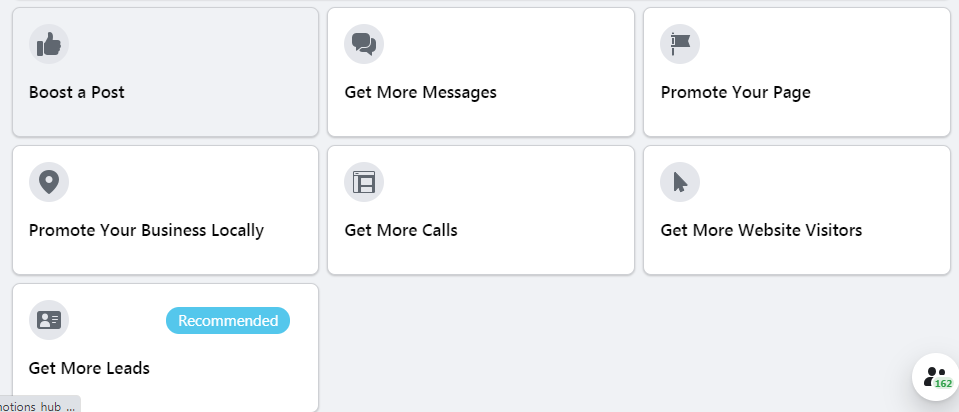 Boost a Post
Get More Messages
Promote Your Page
Promote Your Business Locally
Get More Calls
Get More Website Visitors
Recommended
Get More Leads
162
hub ...